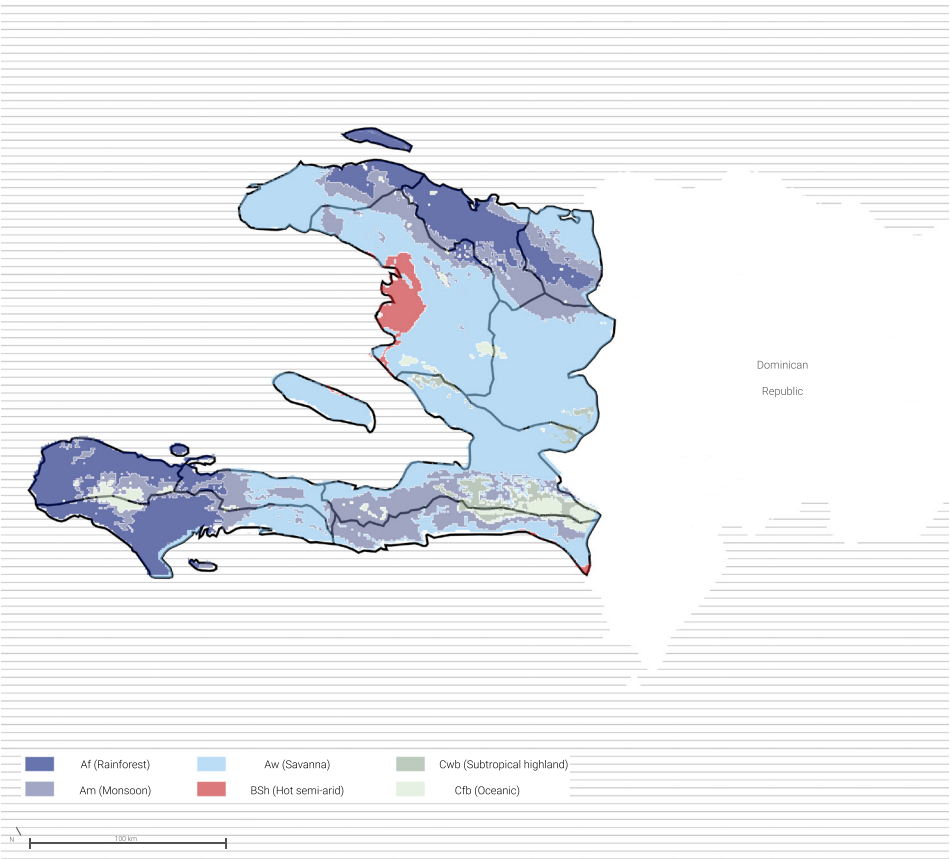 Dominican
Republic
Af (Rainforest)
Aw (Savanna)
Cwb (Subtropical highland)
Am (Monsoon)
BSh (Hot semi-arid)
Cfb (Oceanic)
N
100 km